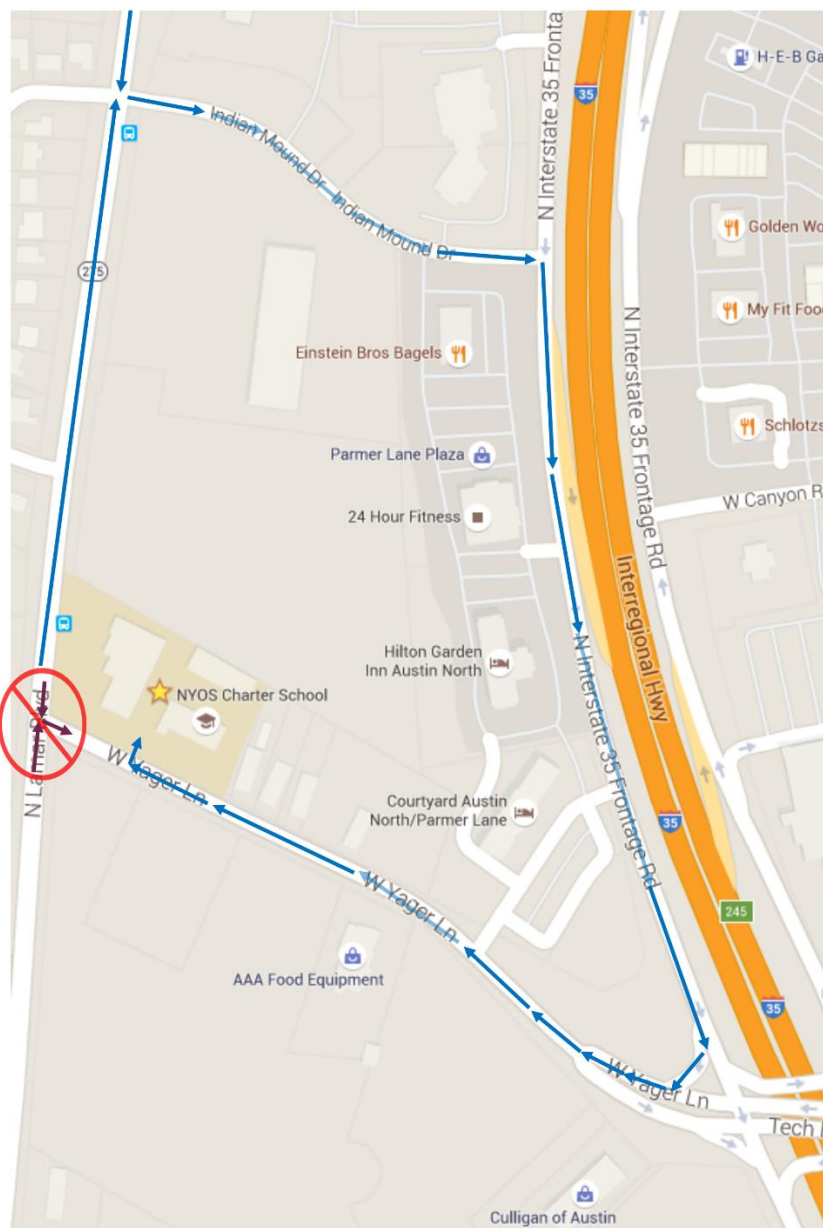 N Interstate 35 Fronta
35
H-E-B Ga
Indian Mound Dr
Indian Mound Dr
Golden Wo
275
N Interstate 35 Frontage Rd
My Fit Food
Einstein Bros Bagels
Schlotzs
Parmer Lane Plaza
W Canyon R
24 Hour Fitness
Interregional Hwy
Hilton Garden
Inn Austin North
N Interstate 35 Frontage Rd
NYOS Charter School
N Lamar Blvd
W Yager Ln
Courtyard Austin
North/Parmer Lane
35
W Yager Ln
245
AAA Food Equipment
35
W Yager Ln
Tech
Culligan of Austin